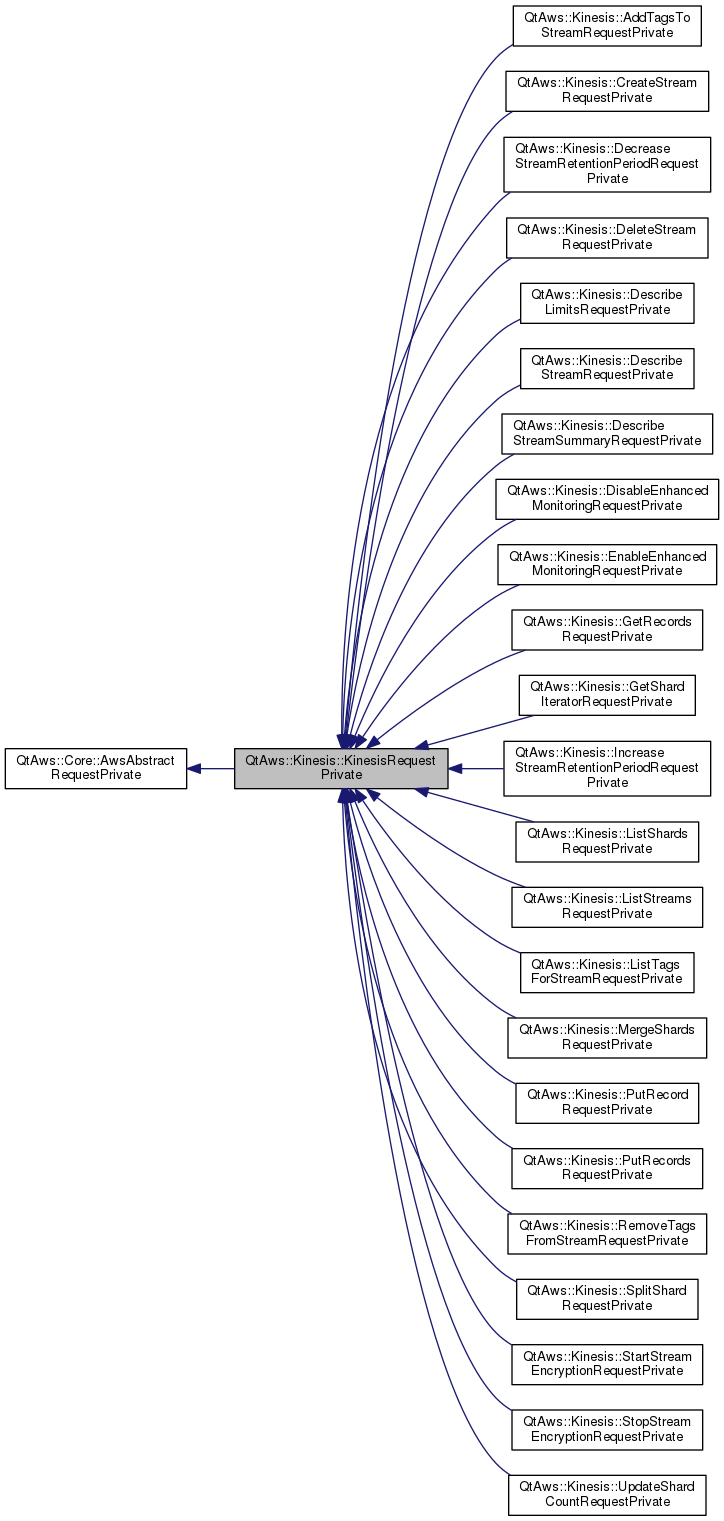 QtAws::Kinesis::AddTagsTo
StreamRequestPrivate
QtAws::Kinesis::CreateStream
RequestPrivate
QtAws::Kinesis::Decrease
StreamRetentionPeriodRequest
Private
QtAws::Kinesis::DeleteStream
RequestPrivate
QtAws::Kinesis::Describe
LimitsRequestPrivate
QtAws::Kinesis::Describe
StreamRequestPrivate
QtAws::Kinesis::Describe
StreamSummaryRequestPrivate
QtAws::Kinesis::DisableEnhanced
MonitoringRequestPrivate
QtAws::Kinesis::EnableEnhanced
MonitoringRequestPrivate
QtAws::Kinesis::GetRecords
RequestPrivate
QtAws::Kinesis::GetShard
IteratorRequestPrivate
QtAws::Core::AwsAbstract
RequestPrivate
QtAws::Kinesis::KinesisRequest
Private
QtAws::Kinesis::Increase
StreamRetentionPeriodRequest
Private
QtAws::Kinesis::ListShards
RequestPrivate
QtAws::Kinesis::ListStreams
RequestPrivate
QtAws::Kinesis::ListTags
ForStreamRequestPrivate
QtAws::Kinesis::MergeShards
RequestPrivate
QtAws::Kinesis::PutRecord
RequestPrivate
QtAws::Kinesis::PutRecords
RequestPrivate
QtAws::Kinesis::RemoveTags
FromStreamRequestPrivate
QtAws::Kinesis::SplitShard
RequestPrivate
QtAws::Kinesis::StartStream
EncryptionRequestPrivate
QtAws::Kinesis::StopStream
EncryptionRequestPrivate
QtAws::Kinesis::UpdateShard
CountRequestPrivate